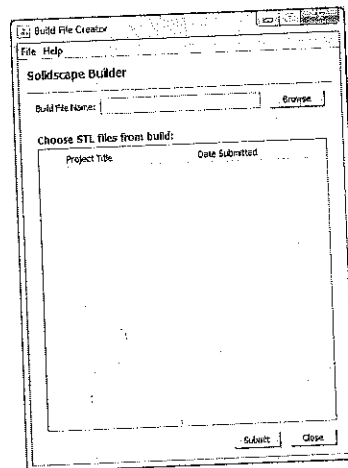 Build File Creator
File Help
Solidscape Builder
Build File Name: Browse
Choose STL files from build:
Project Title Date Submitted
Submit Close